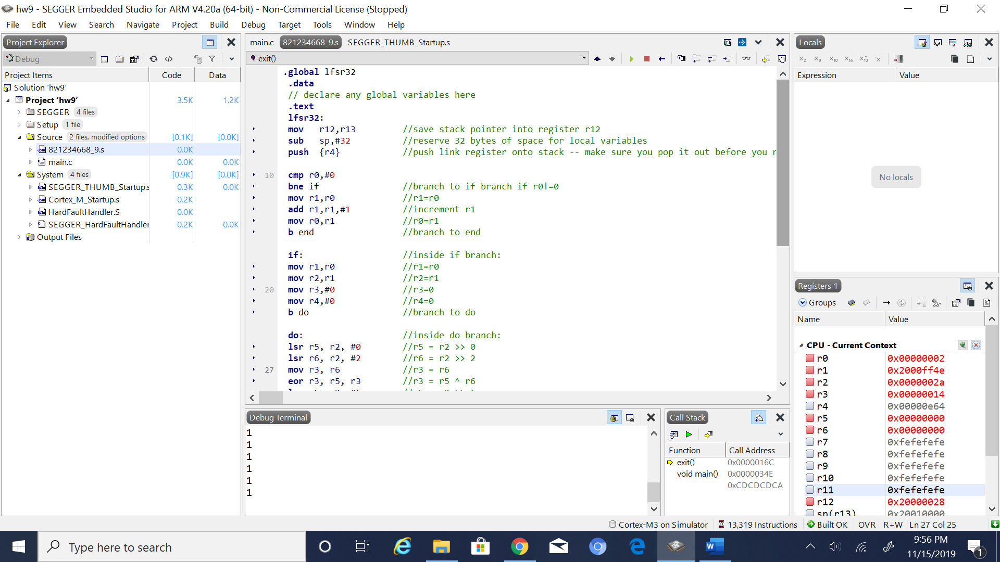 hw9 - SEGGER Embedded Studio for ARM V4.20a (64-bit) - Non-Commercial License (Stopped)
File Edit View Search Navigate Project Build Debug Target Tools Window Help
Project Explorer
Debug
Project Items Code Data
Solution 'hw9'
Project 'hw9' 3.5K 1.2K
SEGGER 4 files
Setup 1 file
Source 2 files, modified options [0.1K] [0.0K]
821234668_9.s 0.0K
main.c 0.0K 0.0K
System 4 files [0.9K] [0.0K]
SEGGER_THUMB_Startup.s 0.3K 0.0K
Cortex_M_Startup.s 0.2K
HardFaultHandler.S 0.0K
SEGGER_HardFaultHandler 0.2K 0.0K
Output Files
main.c 821234668_9.s SEGGER_THUMB_Startup.s
exit()
.global lfsr32
.data
// declare any global variables here
.text
lfsr32:
mov r12,r13 //save stack pointer into register r12
sub sp,#32 //reserve 32 bytes of space for local variables
push {r4} //push link register onto stack -- make sure you pop it out before you r
10 cmp r0,#0
bne if //branch to if branch if r0!=0
mov r1,r0 //r1=r0
add r1,r1,#1 //increment r1
mov r0,r1 //r0=r1
b end //branch to end
if: //inside if branch:
mov r1,r0 //r1=r0
mov r2,r1 //r2=r1
20 mov r3,#0 //r3=0
mov r4,#0 //r4=0
b do //branch to do
do: //inside do branch:
lsr r5, r2, #0 //r5 = r2 >> 0
lsr r6, r2, #2 //r6 = r2 >> 2
27 mov r3, r6 //r3 = r6
eor r3, r5, r3 //r3 = r5 ^ r6
Debug Terminal
1
1
1
1
1
1
Call Stack
Function Call Address
exit() 0x0000016C
void main() 0x0000034E
0xCDCDCDCA
Locals
x2 x8 x10 x16 x±10 'x'
Expression Value
No locals
Registers 1
Groups
Name Value
CPU - Current Context
r0 0x00000002
r1 0x2000ff4e
r2 0x0000002a
r3 0x00000014
r4 0x00000e64
r5 0x00000000
r6 0x00000000
r7 0xfefefefe
r8 0xfefefefe
r9 0xfefefefe
r10 0xfefefefe
r11 0xfefefefe
r12 0x20000028
sp(r13) 0x20010000
Cortex-M3 on Simulator 13,319 Instructions Built OK OVR R+W Ln 27 Col 25
Type here to search
9:56 PM
11/15/2019
1